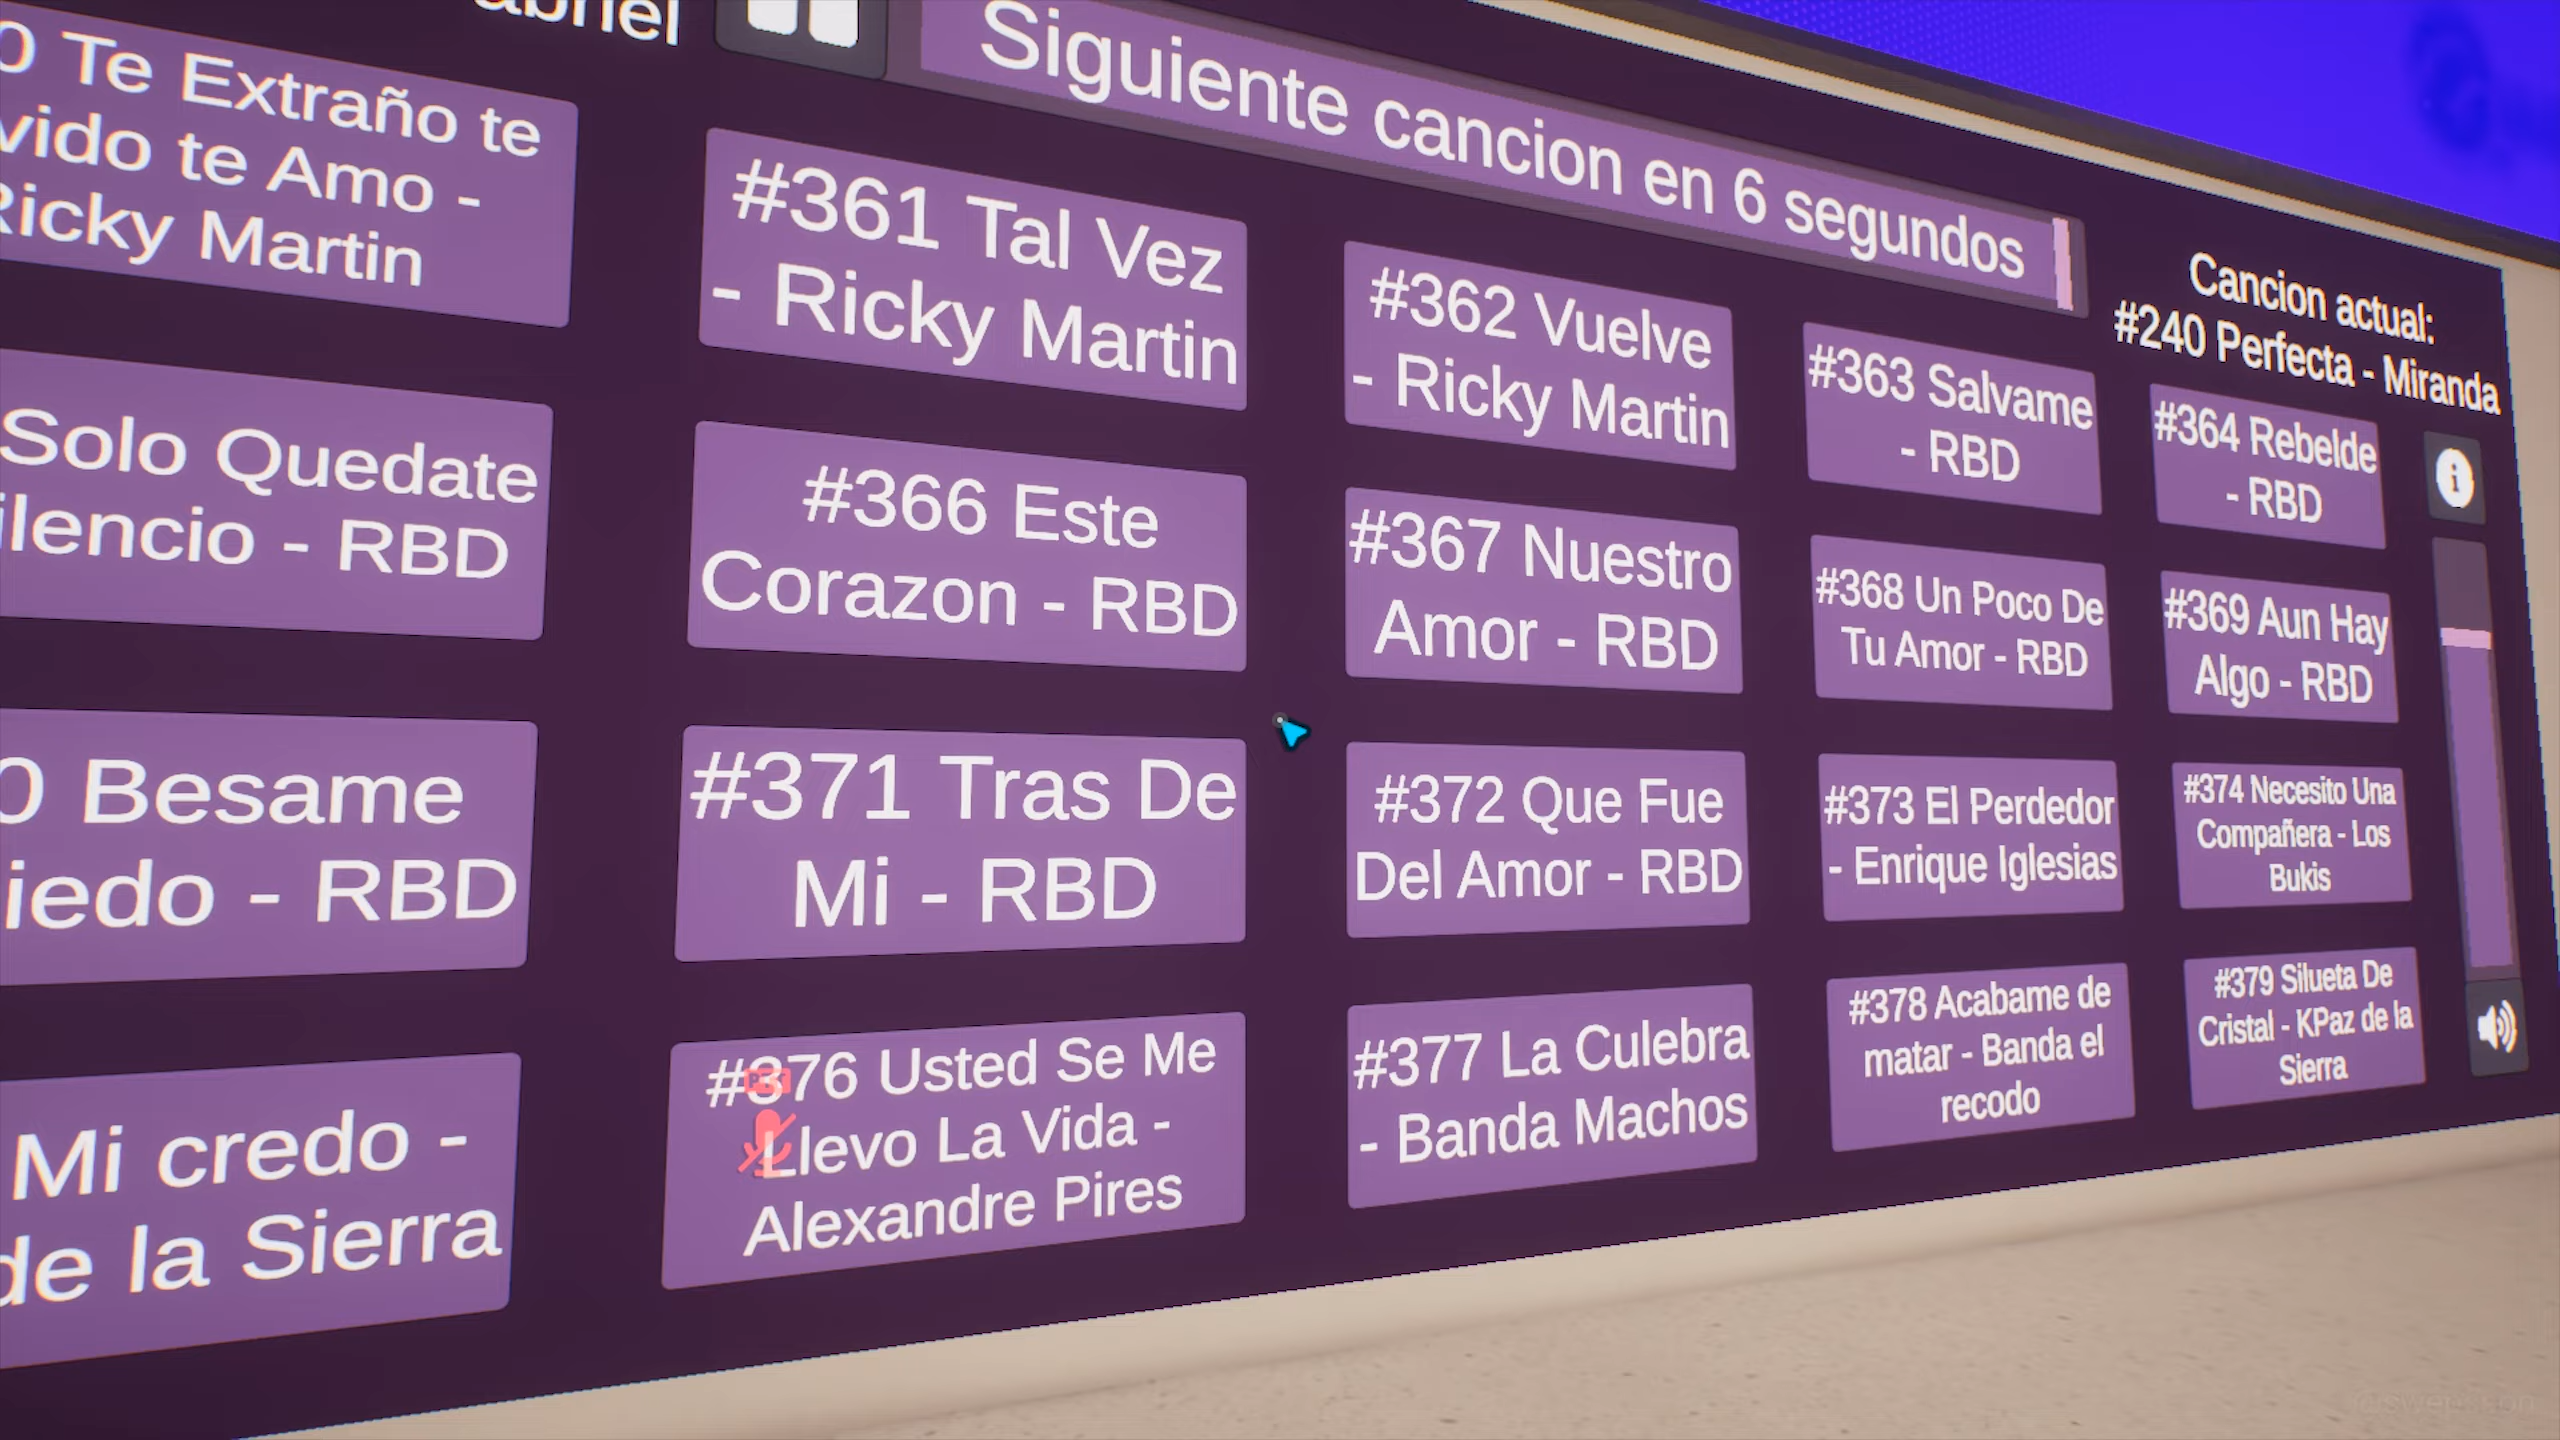 Siguiente cancion en 6 segundos
Cancion actual:
#240 Perfecta - Miranda
Te Extraño te
te Amo -
Ricky Martin
#361 Tal Vez
- Ricky Martin
#362 Vuelve
- Ricky Martin
#363 Salvame
- RBD
#364 Rebelde
- RBD
Solo Quedate
- RBD
#366 Este
Corazon - RBD
#367 Nuestro
Amor - RBD
#368 Un Poco De
Tu Amor - RBD
#369 Aun Hay
Algo - RBD
0 Besame
- RBD
#371 Tras De
Mi - RBD
#372 Que Fue
Del Amor - RBD
#373 El Perdedor
- Enrique Iglesias
#374 Necesito Una
Compañera - Los
Bukis
Mi credo -
de la Sierra
#376 Usted Se Me
Llevo La Vida -
Alexandre Pires
#377 La Culebra
- Banda Machos
#378 Acabame de
matar - Banda el
recodo
#379 Silueta De
Cristal - KPaz de la
Sierra